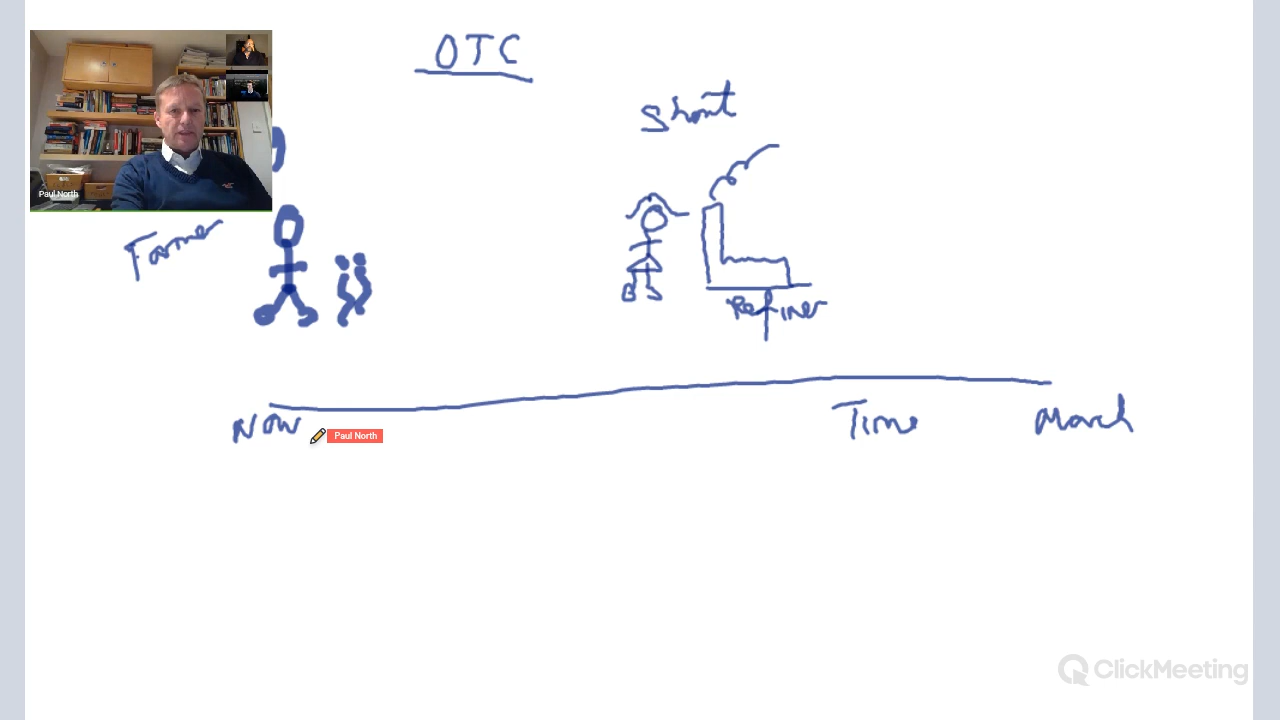 OTC
Short
Paul North
Farmer
Refiner
Now
Time
March
Paul North
ClickMeeting